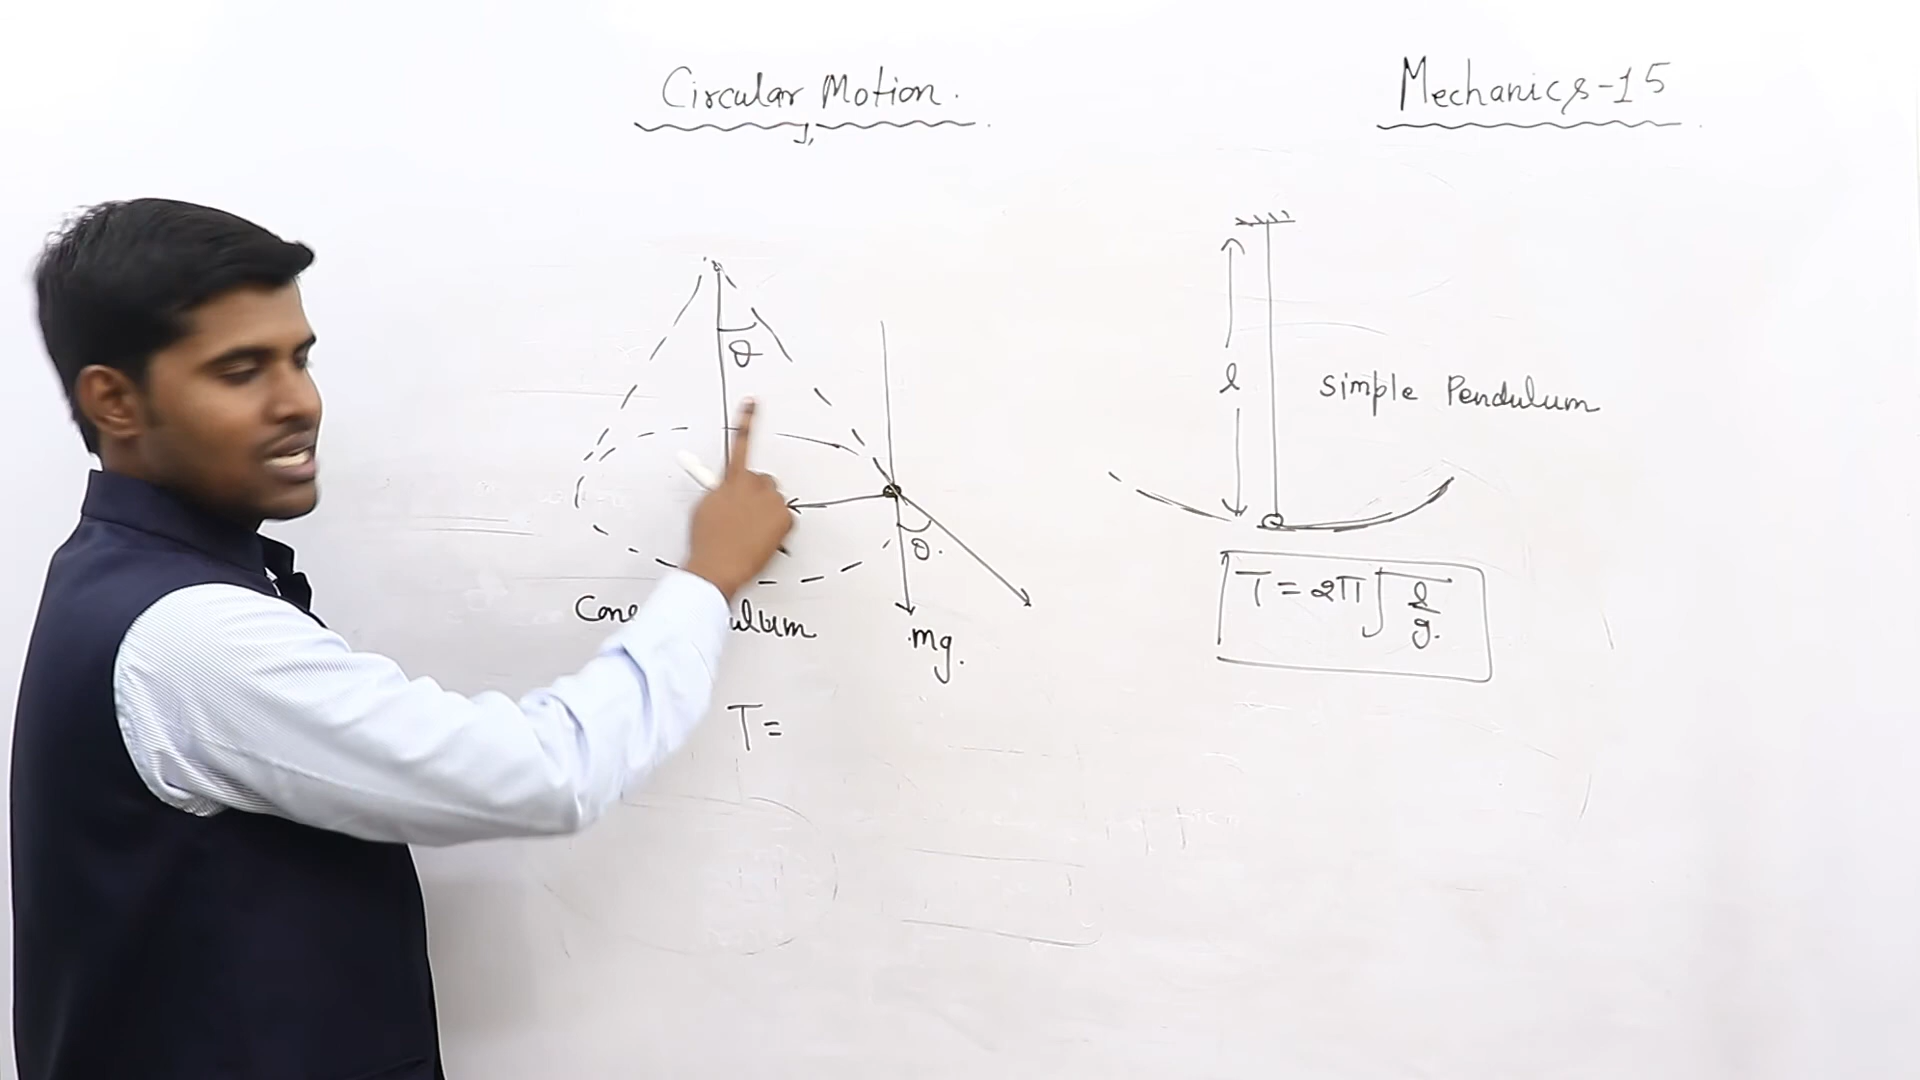 Circular Motion.
Mechanics-15
θ
l
Simple Pendulum
θ.
T = 2π√l/g.
mg.
T =